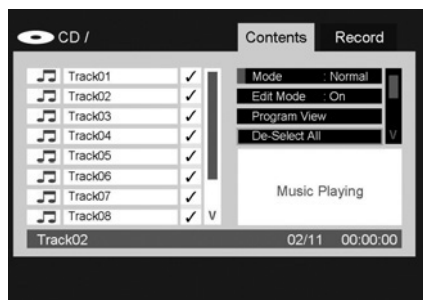 CD /
Contents Record
Track01 ✓
Track02 ✓
Track03 ✓
Track04 ✓
Track05 ✓
Track06 ✓
Track07 ✓
Track08 ✓ V
Mode : Normal
Edit Mode : On
Program View
De-Select All V
Music Playing
Track02 02/11 00:00:00